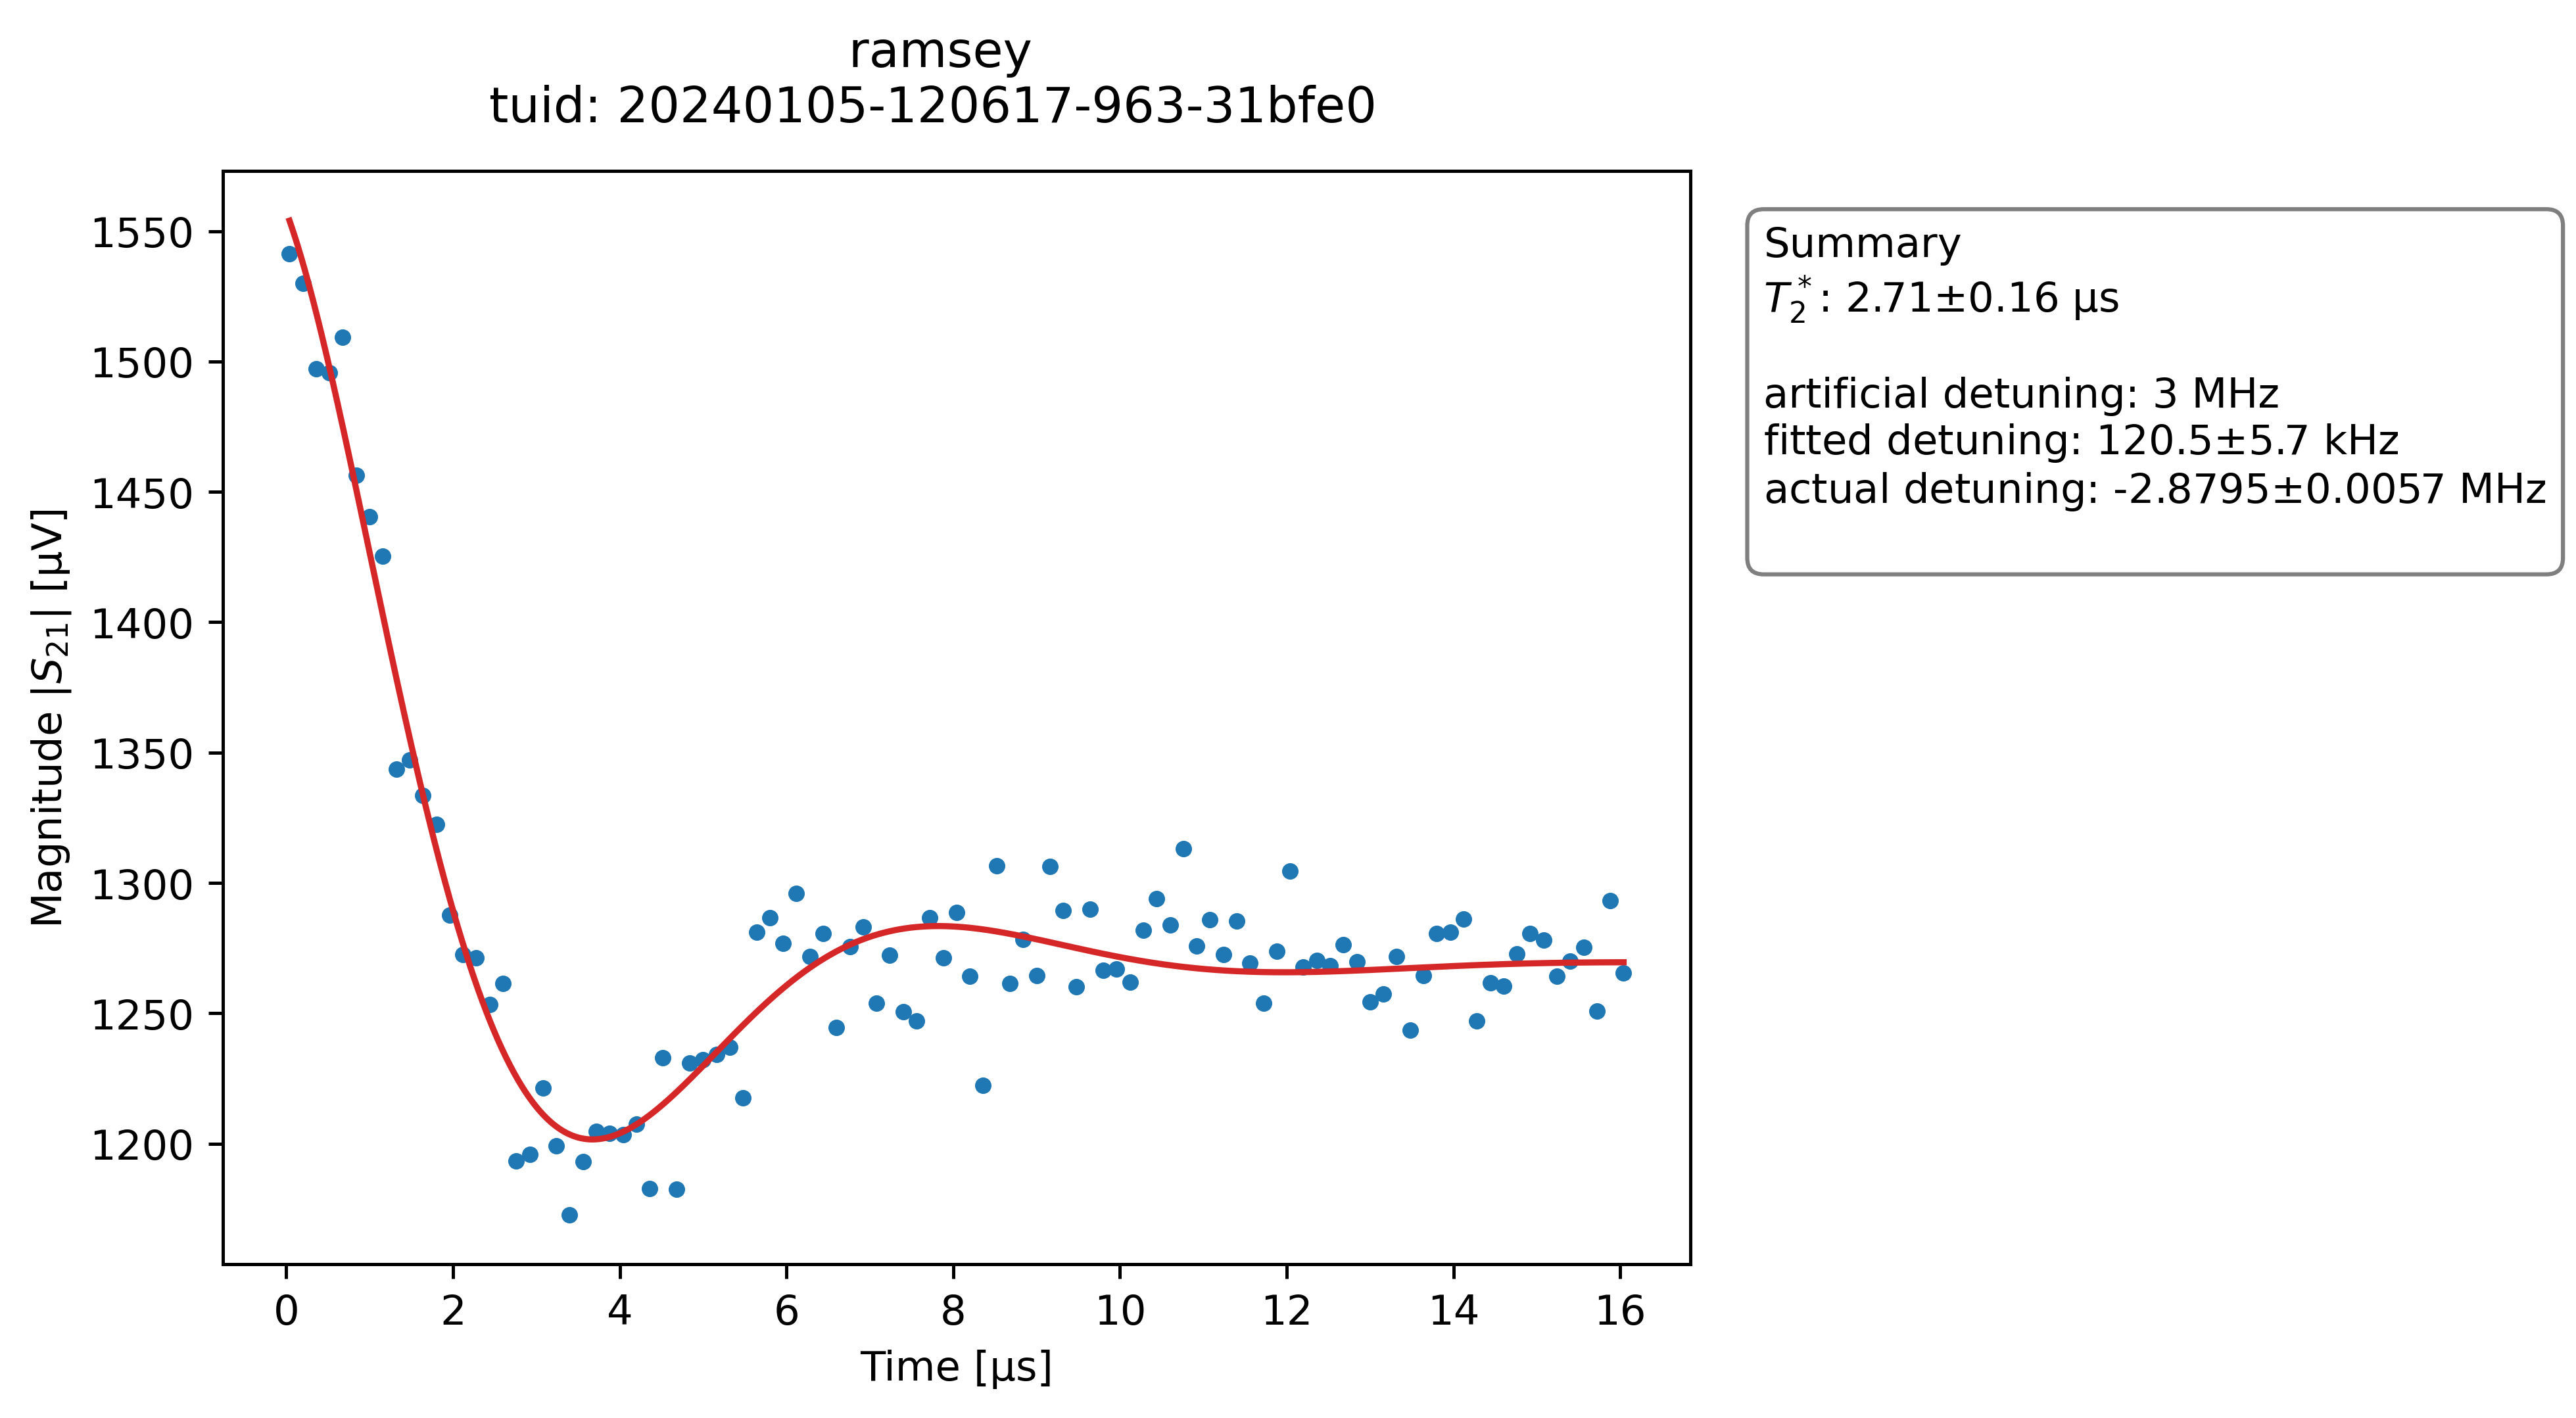 ramsey
tuid: 20240105-120617-963-31bfe0
Magnitude |S21| [µV]
1550
1500
1450
1400
1350
1300
1250
1200
0 2 4 6 8 10 12 14 16
Time [µs]
Summary
T2*: 2.71±0.16 µs
artificial detuning: 3 MHz
fitted detuning: 120.5±5.7 kHz
actual detuning: -2.8795±0.0057 MHz